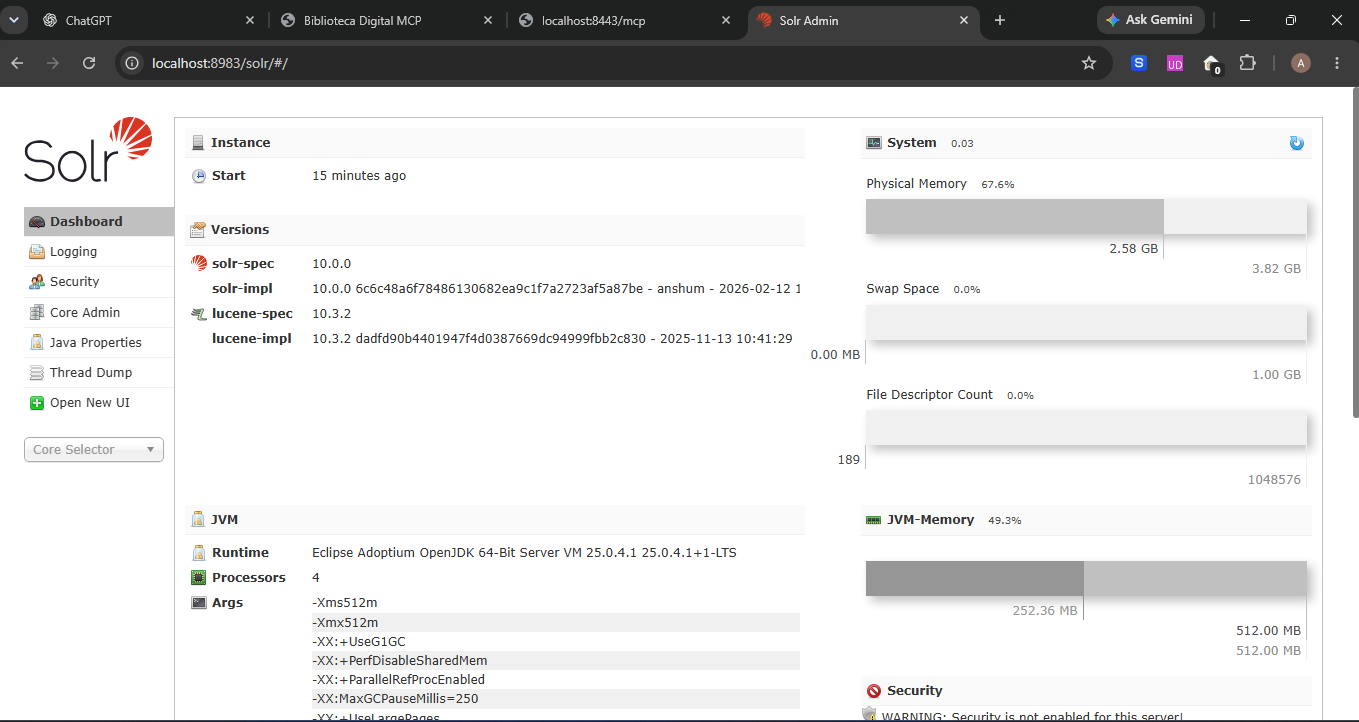 ChatGPT
Biblioteca Digital MCP
localhost:8443/mcp
Solr Admin
Ask Gemini
localhost:8983/solr/#/
S
UD
0
A
Solr
Dashboard
Logging
Security
Core Admin
Java Properties
Thread Dump
Open New UI
Core Selector
Instance
Start 15 minutes ago
Versions
solr-spec 10.0.0
solr-impl 10.0.0 6c6c48a6f78486130682ea9c1f7a2723af5a87be - anshum - 2026-02-12 1
lucene-spec 10.3.2
lucene-impl 10.3.2 dadfd90b4401947f4d0387669dc94999fbb2c830 - 2025-11-13 10:41:29
JVM
Runtime Eclipse Adoptium OpenJDK 64-Bit Server VM 25.0.4.1 25.0.4.1+1-LTS
Processors 4
Args -Xms512m
-Xmx512m
-XX:+UseG1GC
-XX:+PerfDisableSharedMem
-XX:+ParallelRefProcEnabled
-XX:MaxGCPauseMillis=250
-XX:+UseLargePages
System 0.03
Physical Memory 67.6%
2.58 GB
3.82 GB
Swap Space 0.0%
0.00 MB
1.00 GB
File Descriptor Count 0.0%
189
1048576
JVM-Memory 49.3%
252.36 MB
512.00 MB
512.00 MB
Security
WARNING: Security is not enabled for this server!